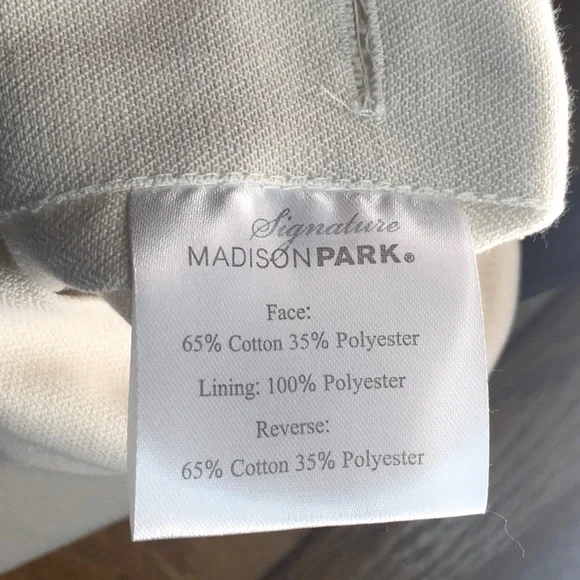 Signature
MADISONPARK®
Face:
65% Cotton 35% Polyester
Lining: 100% Polyester
Reverse:
65% Cotton 35% Polyester